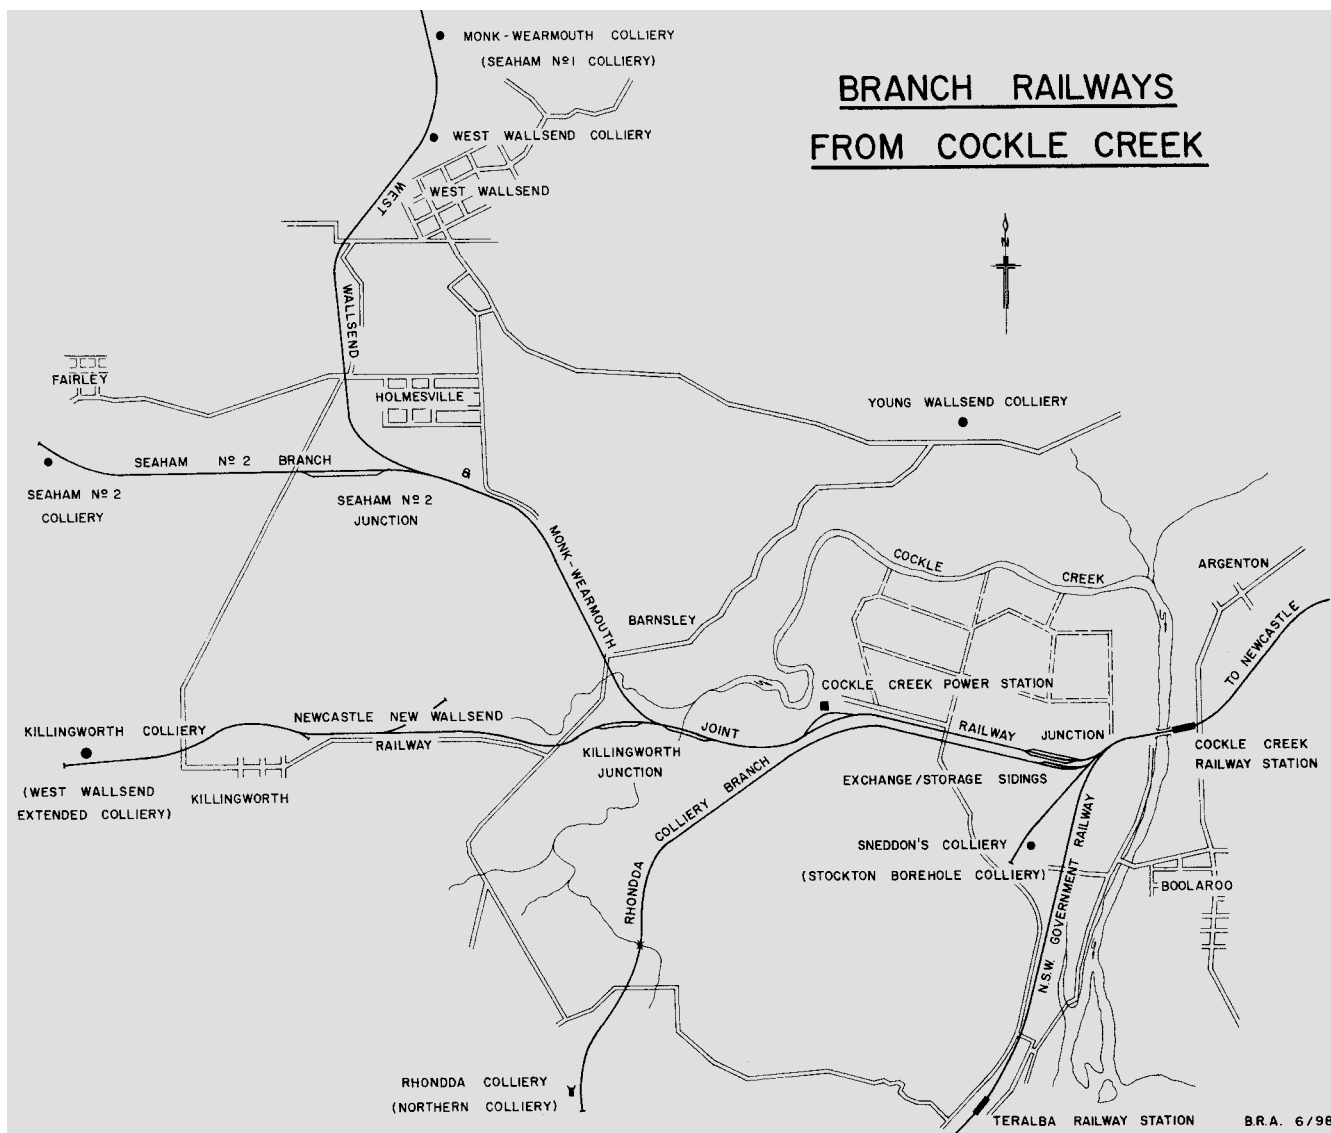 MONK-WEARMOUTH COLLIERY
(SEAHAM Nº1 COLLIERY)
BRANCH RAILWAYS
FROM COCKLE CREEK
WEST WALLSEND COLLIERY
WEST WALLSEND
WEST
N
WALLSEND
FAIRLEY
HOLMESVILLE
YOUNG WALLSEND COLLIERY
SEAHAM Nº 2 BRANCH
&
SEAHAM Nº 2
COLLIERY
SEAHAM Nº 2
JUNCTION
MONK-WEARMOUTH
COCKLE
CREEK
ARGENTON
BARNSLEY
TO NEWCASTLE
COCKLE CREEK POWER STATION
KILLINGWORTH COLLIERY
NEWCASTLE NEW WALLSEND
RAILWAY
JOINT
RAILWAY
JUNCTION
KILLINGWORTH
JUNCTION
COCKLE CREEK
RAILWAY STATION
EXCHANGE/STORAGE SIDINGS
(WEST WALLSEND
EXTENDED COLLIERY)
KILLINGWORTH
COLLIERY BRANCH
RHONDDA
SNEDDON'S COLLIERY
(STOCKTON BOREHOLE COLLIERY)
BOOLAROO
N.S.W. GOVERNMENT RAILWAY
RHONDDA COLLIERY
(NORTHERN COLLIERY)
TERALBA RAILWAY STATION
B.R.A. 6/98